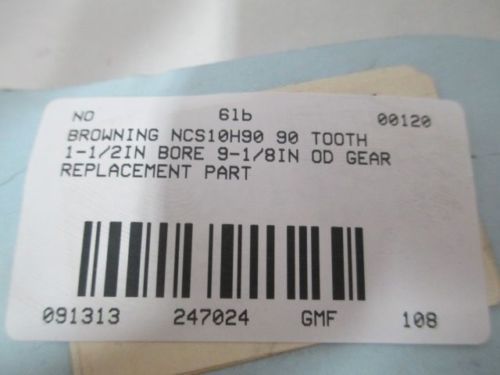 NO 6lb 00120
BROWNING NCS10H90 90 TOOTH
1-1/2IN BORE 9-1/8IN OD GEAR
REPLACEMENT PART
091313 247024 GMF 108